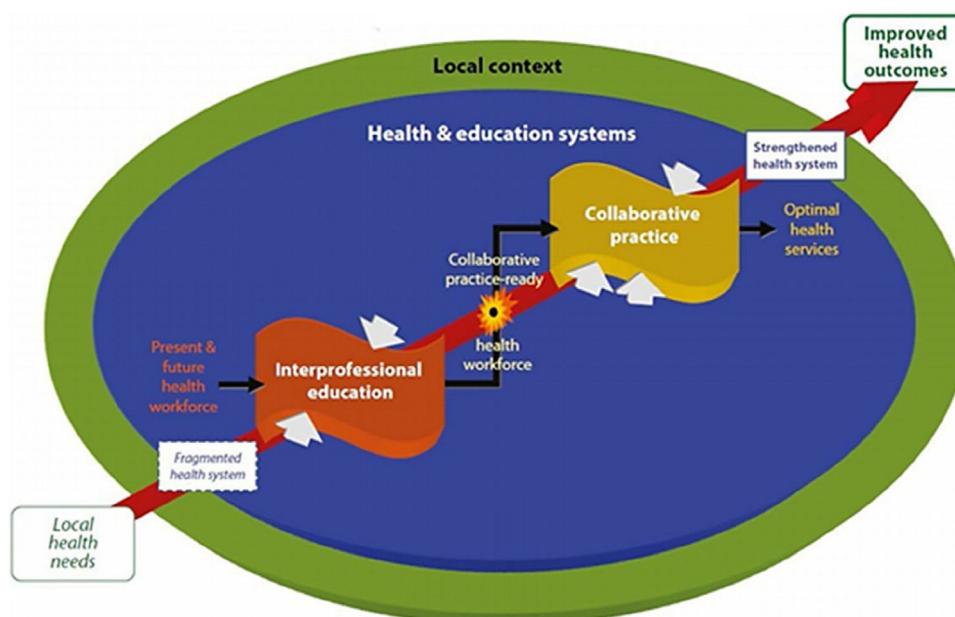 Improved
health
outcomes
Local context
Health & education systems
Strengthened
health system
Collaborative
practice
Optimal
health
services
Collaborative
practice-ready
health
workforce
Present &
future
health
workforce
Interprofessional
education
Fragmented
health system
Local
health
needs